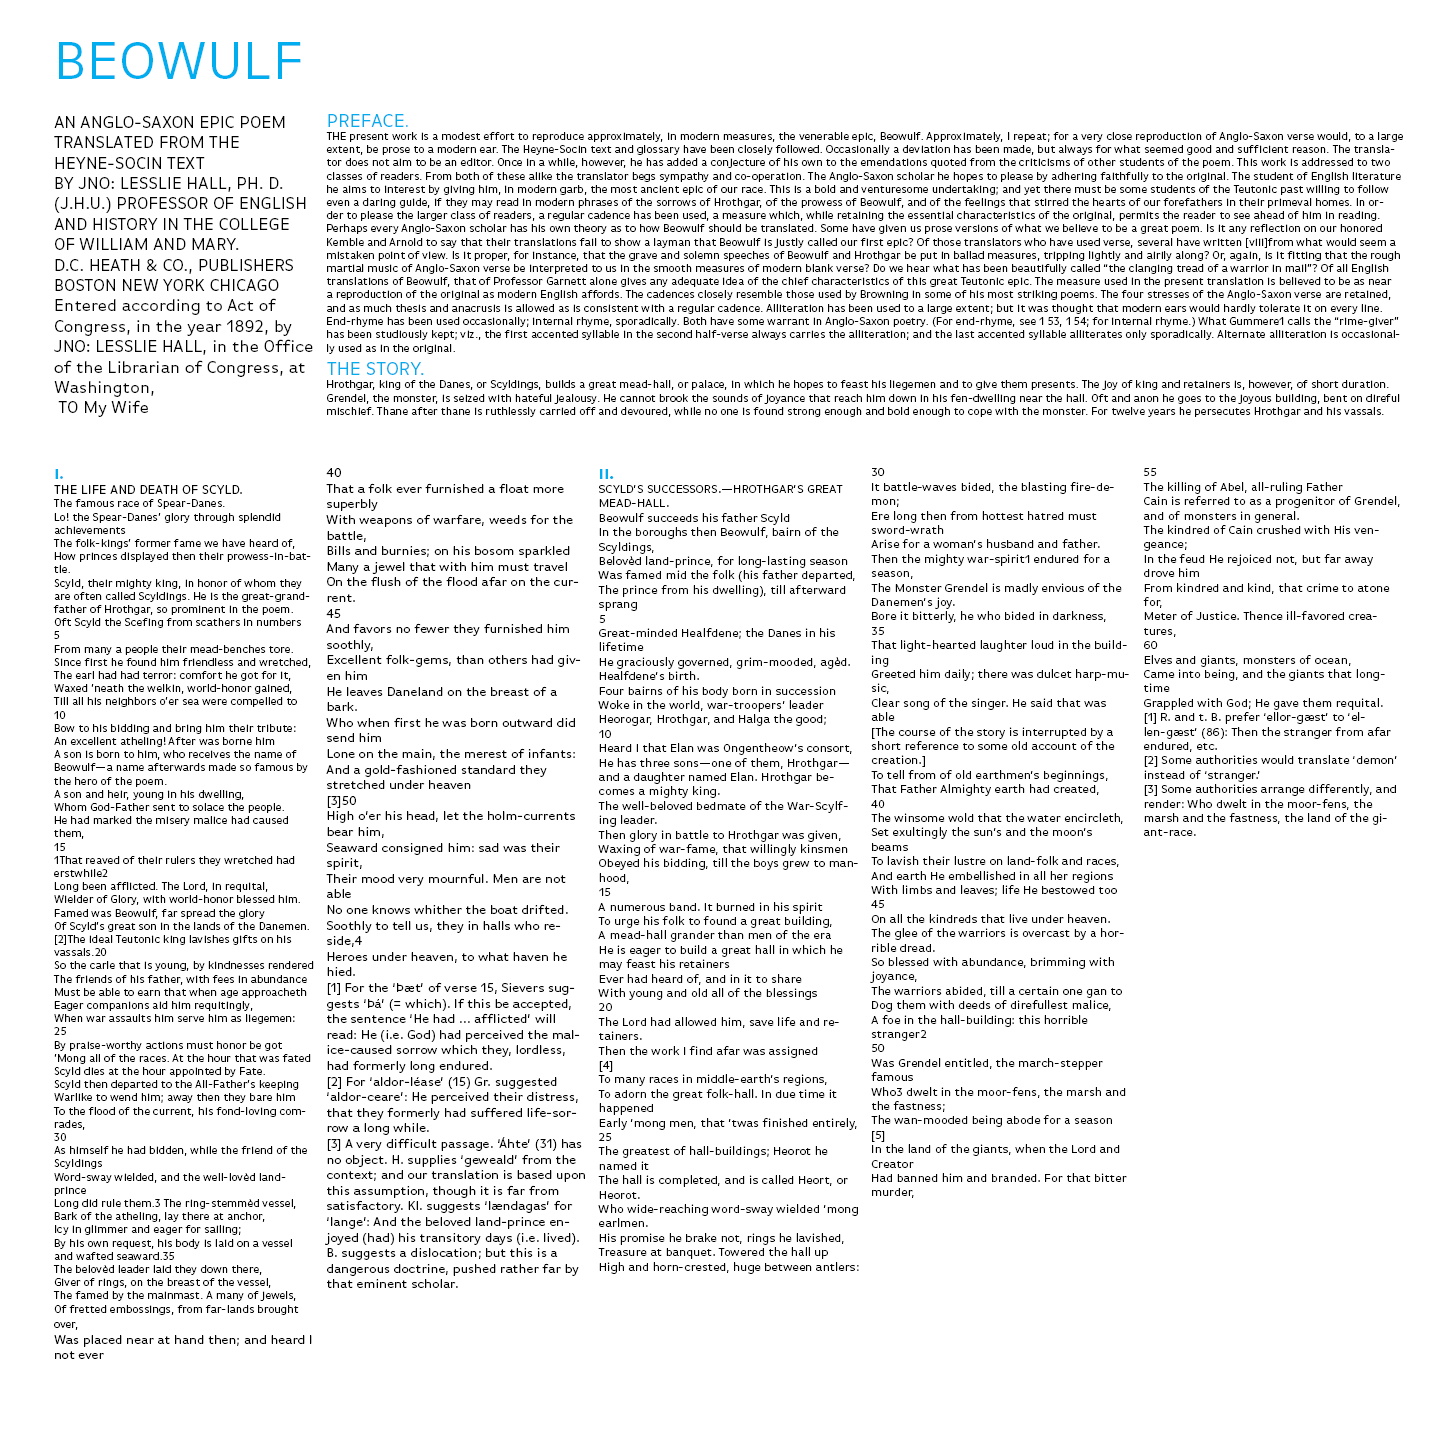 BEOWULF
AN ANGLO-SAXON EPIC POEM
TRANSLATED FROM THE
HEYNE-SOCIN TEXT
BY JNO: LESSLIE HALL, PH. D.
(J.H.U.) PROFESSOR OF ENGLISH
AND HISTORY IN THE COLLEGE
OF WILLIAM AND MARY.
D.C. HEATH & CO., PUBLISHERS
BOSTON NEW YORK CHICAGO
Entered according to Act of
Congress, in the year 1892, by
JNO: LESSLIE HALL, in the Office
of the Librarian of Congress, at
Washington,
TO My Wife
PREFACE.
THE present work is a modest effort to reproduce approximately, in modern measures, the venerable epic, Beowulf. Approximately, I repeat; for a very close reproduction of Anglo-Saxon verse would, to a large
extent, be prose to a modern ear. The Heyne-Socin text and glossary have been closely followed. Occasionally a deviation has been made, but always for what seemed good and sufficient reason. The transla-
tor does not aim to be an editor. Once in a while, however, he has added a conjecture of his own to the emendations quoted from the criticisms of other students of the poem. This work is addressed to two
classes of readers. From both of these alike the translator begs sympathy and co-operation. The Anglo-Saxon scholar he hopes to please by adhering faithfully to the original. The student of English literature
he aims to interest by giving him, in modern garb, the most ancient epic of our race. This is a bold and venturesome undertaking; and yet there must be some students of the Teutonic past willing to follow
even a daring guide, if they may read in modern phrases of the sorrows of Hrothgar, of the prowess of Beowulf, and of the feelings that stirred the hearts of our forefathers in their primeval homes. In or-
der to please the larger class of readers, a regular cadence has been used, a measure which, while retaining the essential characteristics of the original, permits the reader to see ahead of him in reading.
Perhaps every Anglo-Saxon scholar has his own theory as to how Beowulf should be translated. Some have given us prose versions of what we believe to be a great poem. Is it any reflection on our honored
Kemble and Arnold to say that their translations fail to show a layman that Beowulf is justly called our first epic? Of those translators who have used verse, several have written [viii]from what would seem a
mistaken point of view. Is it proper, for instance, that the grave and solemn speeches of Beowulf and Hrothgar be put in ballad measures, tripping lightly and airily along? Or, again, is it fitting that the rough
martial music of Anglo-Saxon verse be interpreted to us in the smooth measures of modern blank verse? Do we hear what has been beautifully called “the clanging tread of a warrior in mail”? Of all English
translations of Beowulf, that of Professor Garnett alone gives any adequate idea of the chief characteristics of this great Teutonic epic. The measure used in the present translation is believed to be as near
a reproduction of the original as modern English affords. The cadences closely resemble those used by Browning in some of his most striking poems. The four stresses of the Anglo-Saxon verse are retained,
and as much thesis and anacrusis is allowed as is consistent with a regular cadence. Alliteration has been used to a large extent; but it was thought that modern ears would hardly tolerate it on every line.
End-rhyme has been used occasionally; internal rhyme, sporadically. Both have some warrant in Anglo-Saxon poetry. (For end-rhyme, see 1 53, 1 54; for internal rhyme.) What Gummere1 calls the “rime-giver”
has been studiously kept; viz., the first accented syllable in the second half-verse always carries the alliteration; and the last accented syllable alliterates only sporadically. Alternate alliteration is occasional-
ly used as in the original.
THE STORY.
Hrothgar, king of the Danes, or Scyldings, builds a great mead-hall, or palace, in which he hopes to feast his liegemen and to give them presents. The joy of king and retainers is, however, of short duration.
Grendel, the monster, is seized with hateful jealousy. He cannot brook the sounds of joyance that reach him down in his fen-dwelling near the hall. Oft and anon he goes to the joyous building, bent on direful
mischief. Thane after thane is ruthlessly carried off and devoured, while no one is found strong enough and bold enough to cope with the monster. For twelve years he persecutes Hrothgar and his vassals.
I.
THE LIFE AND DEATH OF SCYLD.
The famous race of Spear-Danes.
Lo! the Spear-Danes’ glory through splendid
achievements
The folk-kings’ former fame we have heard of,
How princes displayed then their prowess-in-bat-
tle.
Scyld, their mighty king, in honor of whom they
are often called Scyldings. He is the great-grand-
father of Hrothgar, so prominent in the poem.
Oft Scyld the Scefing from scathers in numbers
5
From many a people their mead-benches tore.
Since first he found him friendless and wretched,
The earl had had terror: comfort he got for it,
Waxed ’neath the welkin, world-honor gained,
Till all his neighbors o’er sea were compelled to
10
Bow to his bidding and bring him their tribute:
An excellent atheling! After was borne him
A son is born to him, who receives the name of
Beowulf—a name afterwards made so famous by
the hero of the poem.
A son and heir, young in his dwelling,
Whom God-Father sent to solace the people.
He had marked the misery malice had caused
them,
15
1That reaved of their rulers they wretched had
erstwhile2
Long been afflicted. The Lord, in requital,
Wielder of Glory, with world-honor blessed him.
Famed was Beowulf, far spread the glory
Of Scyld’s great son in the lands of the Danemen.
[2]The ideal Teutonic king lavishes gifts on his
vassals.20
So the carle that is young, by kindnesses rendered
The friends of his father, with fees in abundance
Must be able to earn that when age approacheth
Eager companions aid him requitingly,
When war assaults him serve him as liegemen:
25
By praise-worthy actions must honor be got
’Mong all of the races. At the hour that was fated
Scyld dies at the hour appointed by Fate.
Scyld then departed to the All-Father’s keeping
Warlike to wend him; away then they bare him
To the flood of the current, his fond-loving com-
rades,
30
As himself he had bidden, while the friend of the
Scyldings
Word-sway wielded, and the well-lovèd land-
prince
Long did rule them.3 The ring-stemmèd vessel,
Bark of the atheling, lay there at anchor,
Icy in glimmer and eager for sailing;
By his own request, his body is laid on a vessel
and wafted seaward.35
The belovèd leader laid they down there,
Giver of rings, on the breast of the vessel,
The famed by the mainmast. A many of jewels,
Of fretted embossings, from far-lands brought
over,
Was placed near at hand then; and heard I
not ever
40
That a folk ever furnished a float more
superbly
With weapons of warfare, weeds for the
battle,
Bills and burnies; on his bosom sparkled
Many a jewel that with him must travel
On the flush of the flood afar on the cur-
rent.
45
And favors no fewer they furnished him
soothly,
Excellent folk-gems, than others had giv-
en him
He leaves Daneland on the breast of a
bark.
Who when first he was born outward did
send him
Lone on the main, the merest of infants:
And a gold-fashioned standard they
stretched under heaven
[3]50
High o’er his head, let the holm-currents
bear him,
Seaward consigned him: sad was their
spirit,
Their mood very mournful. Men are not
able
No one knows whither the boat drifted.
Soothly to tell us, they in halls who re-
side,4
Heroes under heaven, to what haven he
hied.
[1] For the ‘Þæt’ of verse 15, Sievers sug-
gests ‘Þá’ (= which). If this be accepted,
the sentence ‘He had ... afflicted’ will
read: He (i.e. God) had perceived the mal-
ice-caused sorrow which they, lordless,
had formerly long endured.
[2] For ‘aldor-léase’ (15) Gr. suggested
‘aldor-ceare’: He perceived their distress,
that they formerly had suffered life-sor-
row a long while.
[3] A very difficult passage. ‘Áhte’ (31) has
no object. H. supplies ‘geweald’ from the
context; and our translation is based upon
this assumption, though it is far from
satisfactory. Kl. suggests ‘lændagas’ for
‘lange’: And the beloved land-prince en-
joyed (had) his transitory days (i.e. lived).
B. suggests a dislocation; but this is a
dangerous doctrine, pushed rather far by
that eminent scholar.
II.
SCYLD’S SUCCESSORS.—HROTHGAR’S GREAT
MEAD-HALL.
Beowulf succeeds his father Scyld
In the boroughs then Beowulf, bairn of the
Scyldings,
Belovèd land-prince, for long-lasting season
Was famed mid the folk (his father departed,
The prince from his dwelling), till afterward
sprang
5
Great-minded Healfdene; the Danes in his
lifetime
He graciously governed, grim-mooded, agèd.
Healfdene’s birth.
Four bairns of his body born in succession
Woke in the world, war-troopers’ leader
Heorogar, Hrothgar, and Halga the good;
10
Heard I that Elan was Ongentheow’s consort,
He has three sons—one of them, Hrothgar—
and a daughter named Elan. Hrothgar be-
comes a mighty king.
The well-beloved bedmate of the War-Scylf-
ing leader.
Then glory in battle to Hrothgar was given,
Waxing of war-fame, that willingly kinsmen
Obeyed his bidding, till the boys grew to man-
hood,
15
A numerous band. It burned in his spirit
To urge his folk to found a great building,
A mead-hall grander than men of the era
He is eager to build a great hall in which he
may feast his retainers
Ever had heard of, and in it to share
With young and old all of the blessings
20
The Lord had allowed him, save life and re-
tainers.
Then the work I find afar was assigned
[4]
To many races in middle-earth’s regions,
To adorn the great folk-hall. In due time it
happened
Early ’mong men, that ’twas finished entirely,
25
The greatest of hall-buildings; Heorot he
named it
The hall is completed, and is called Heort, or
Heorot.
Who wide-reaching word-sway wielded ’mong
earlmen.
His promise he brake not, rings he lavished,
Treasure at banquet. Towered the hall up
High and horn-crested, huge between antlers:
30
It battle-waves bided, the blasting fire-de-
mon;
Ere long then from hottest hatred must
sword-wrath
Arise for a woman’s husband and father.
Then the mighty war-spirit1 endured for a
season,
The Monster Grendel is madly envious of the
Danemen’s joy.
Bore it bitterly, he who bided in darkness,
35
That light-hearted laughter loud in the build-
ing
Greeted him daily; there was dulcet harp-mu-
sic,
Clear song of the singer. He said that was
able
[The course of the story is interrupted by a
short reference to some old account of the
creation.]
To tell from of old earthmen’s beginnings,
That Father Almighty earth had created,
40
The winsome wold that the water encircleth,
Set exultingly the sun’s and the moon’s
beams
To lavish their lustre on land-folk and races,
And earth He embellished in all her regions
With limbs and leaves; life He bestowed too
45
On all the kindreds that live under heaven.
The glee of the warriors is overcast by a hor-
rible dread.
So blessed with abundance, brimming with
joyance,
The warriors abided, till a certain one gan to
Dog them with deeds of direfullest malice,
A foe in the hall-building: this horrible
stranger2
50
Was Grendel entitled, the march-stepper
famous
Who3 dwelt in the moor-fens, the marsh and
the fastness;
The wan-mooded being abode for a season
[5]
In the land of the giants, when the Lord and
Creator
Had banned him and branded. For that bitter
murder,
55
The killing of Abel, all-ruling Father
Cain is referred to as a progenitor of Grendel,
and of monsters in general.
The kindred of Cain crushed with His ven-
geance;
In the feud He rejoiced not, but far away
drove him
From kindred and kind, that crime to atone
for,
Meter of Justice. Thence ill-favored crea-
tures,
60
Elves and giants, monsters of ocean,
Came into being, and the giants that long-
time
Grappled with God; He gave them requital.
[1] R. and t. B. prefer ‘ellor-gæst’ to ‘el-
len-gæst’ (86): Then the stranger from afar
endured, etc.
[2] Some authorities would translate ‘demon’
instead of ‘stranger.’
[3] Some authorities arrange differently, and
render: Who dwelt in the moor-fens, the
marsh and the fastness, the land of the gi-
ant-race.